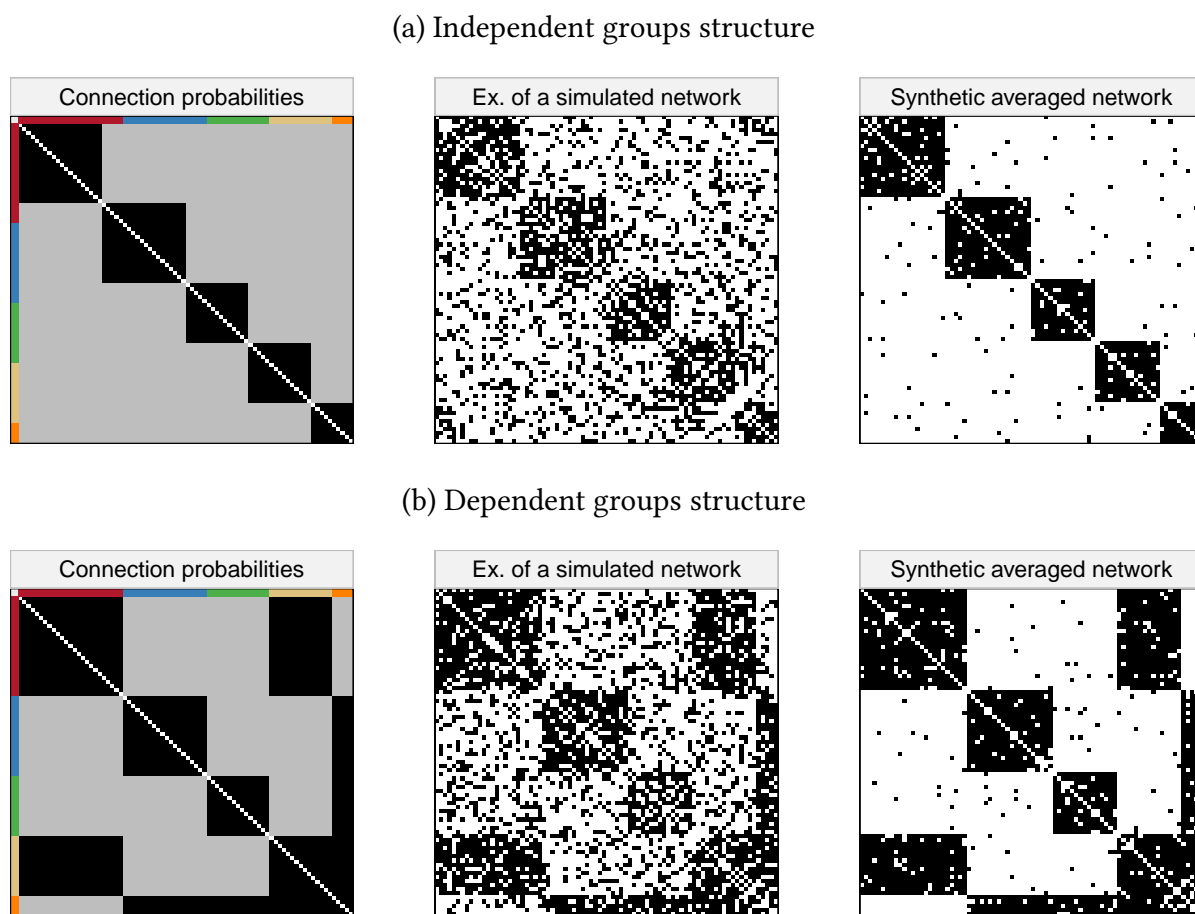 (a) Independent groups structure
Connection probabilities
Ex. of a simulated network
Synthetic averaged network
(b) Dependent groups structure
Connection probabilities
Ex. of a simulated network
Synthetic averaged network